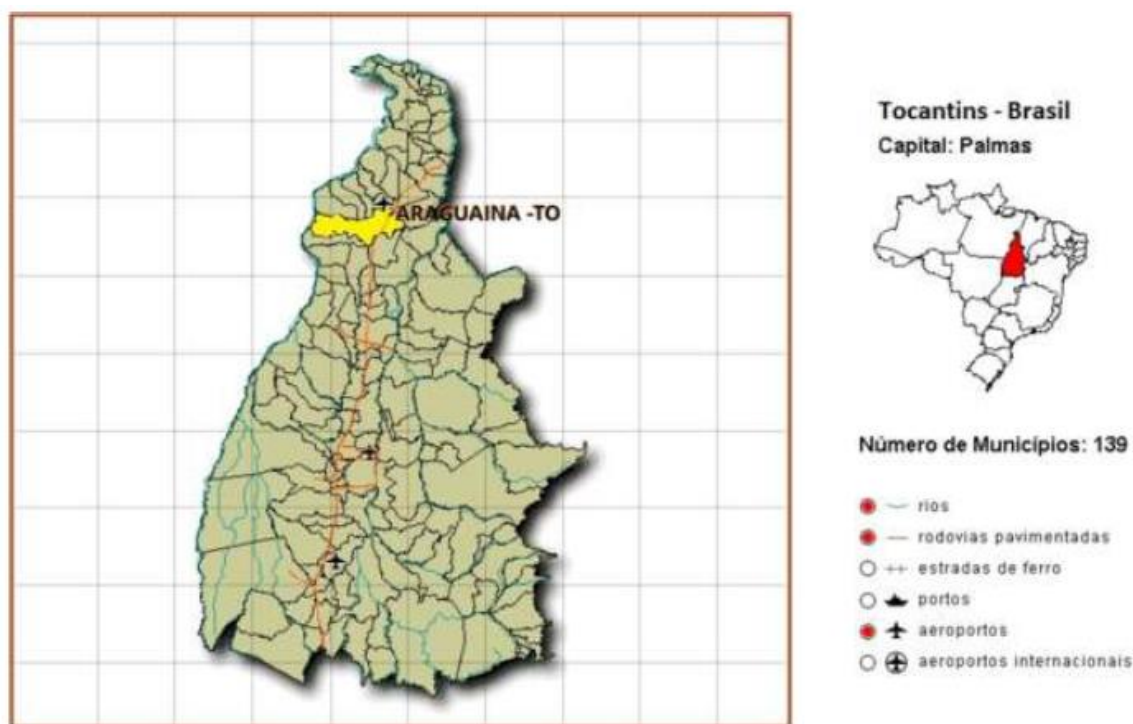 ARAGUAINA -TO
Tocantins - Brasil
Capital: Palmas
Número de Municípios: 139
rios
rodovias pavimentadas
estradas de ferro
portos
aeroportos
aeroportos internacionais